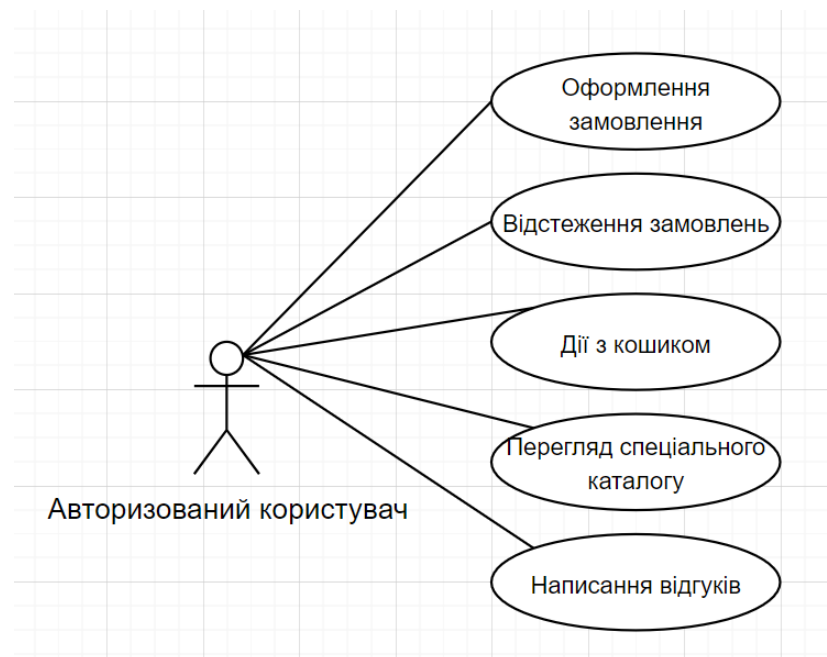 Оформлення
замовлення
Відстеження замовлень
Дії з кошиком
Перегляд спеціального
каталогу
Авторизований користувач
Написання відгуків